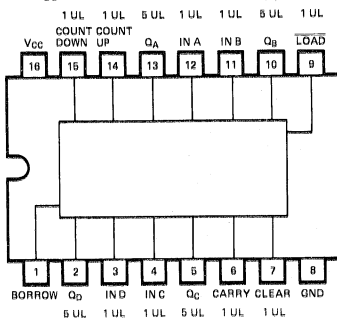 1 UL 1 UL 5 UL 1 UL 1 UL 5 UL 1 UL
COUNT COUNT
VCC DOWN UP QA IN A IN B QB LOAD
16 15 14 13 12 11 10 9
1 2 3 4 5 6 7 8
BORROW QD IN D IN C QC CARRY CLEAR GND
5 UL 1 UL 1 UL 5 UL 1 UL 1 UL